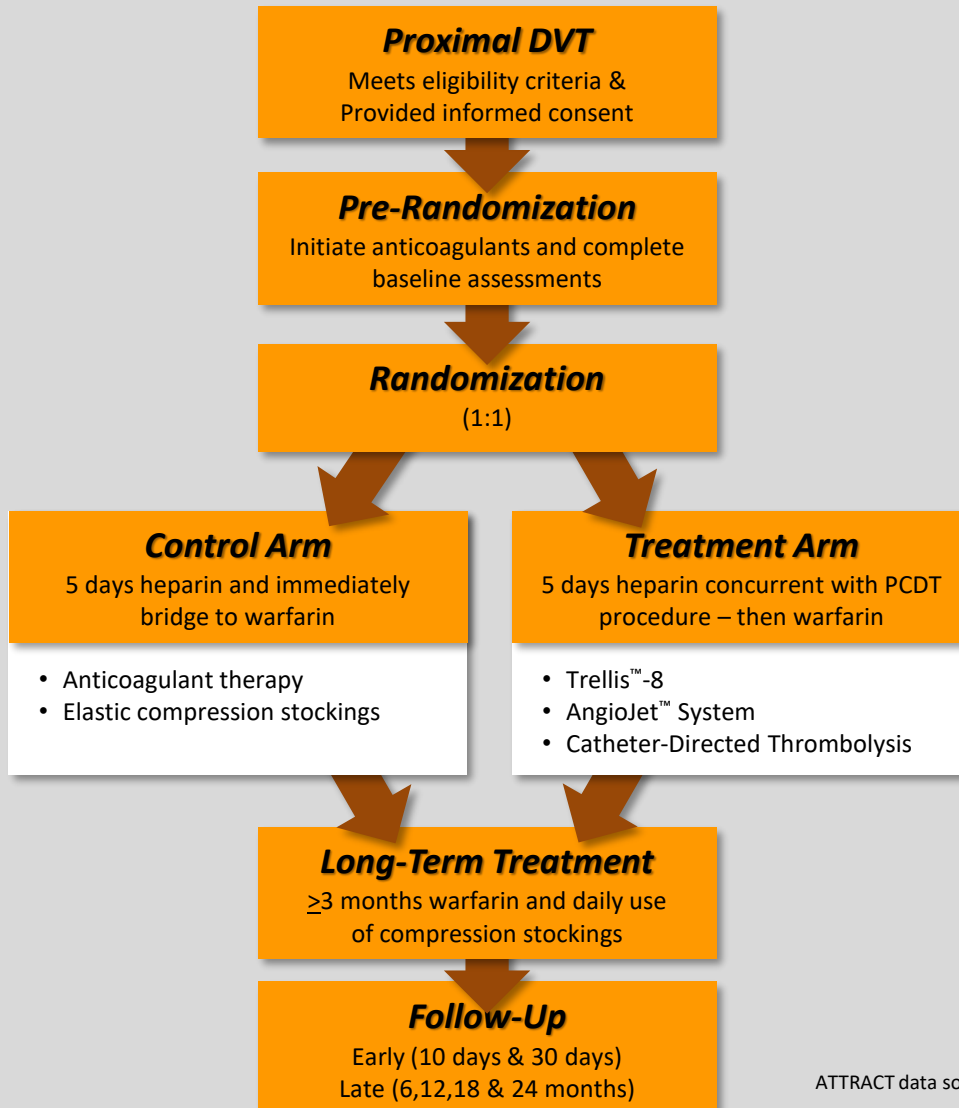 Proximal DVT
Meets eligibility criteria &
Provided informed consent
Pre-Randomization
Initiate anticoagulants and complete
baseline assessments
Randomization
(1:1)
Control Arm
5 days heparin and immediately
bridge to warfarin
• Anticoagulant therapy
• Elastic compression stockings
Treatment Arm
5 days heparin concurrent with PCDT
procedure – then warfarin
• Trellis™-8
• AngioJet™ System
• Catheter-Directed Thrombolysis
Long-Term Treatment
≥3 months warfarin and daily use
of compression stockings
Follow-Up
Early (10 days & 30 days)
Late (6,12,18 & 24 months)
ATTRACT data